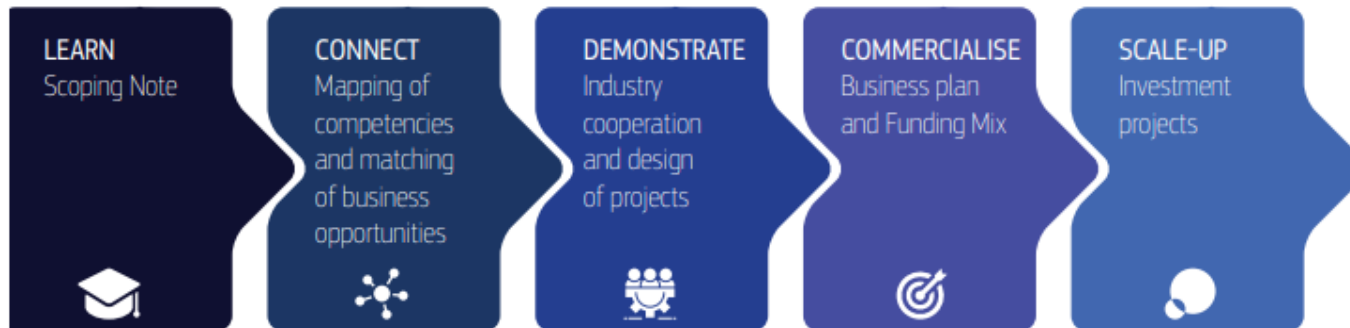 LEARN
Scoping Note
CONNECT
Mapping of
competencies
and matching
of business
opportunities
DEMONSTRATE
Industry
cooperation
and design
of projects
COMMERCIALISE
Business plan
and Funding Mix
SCALE-UP
Investment
projects